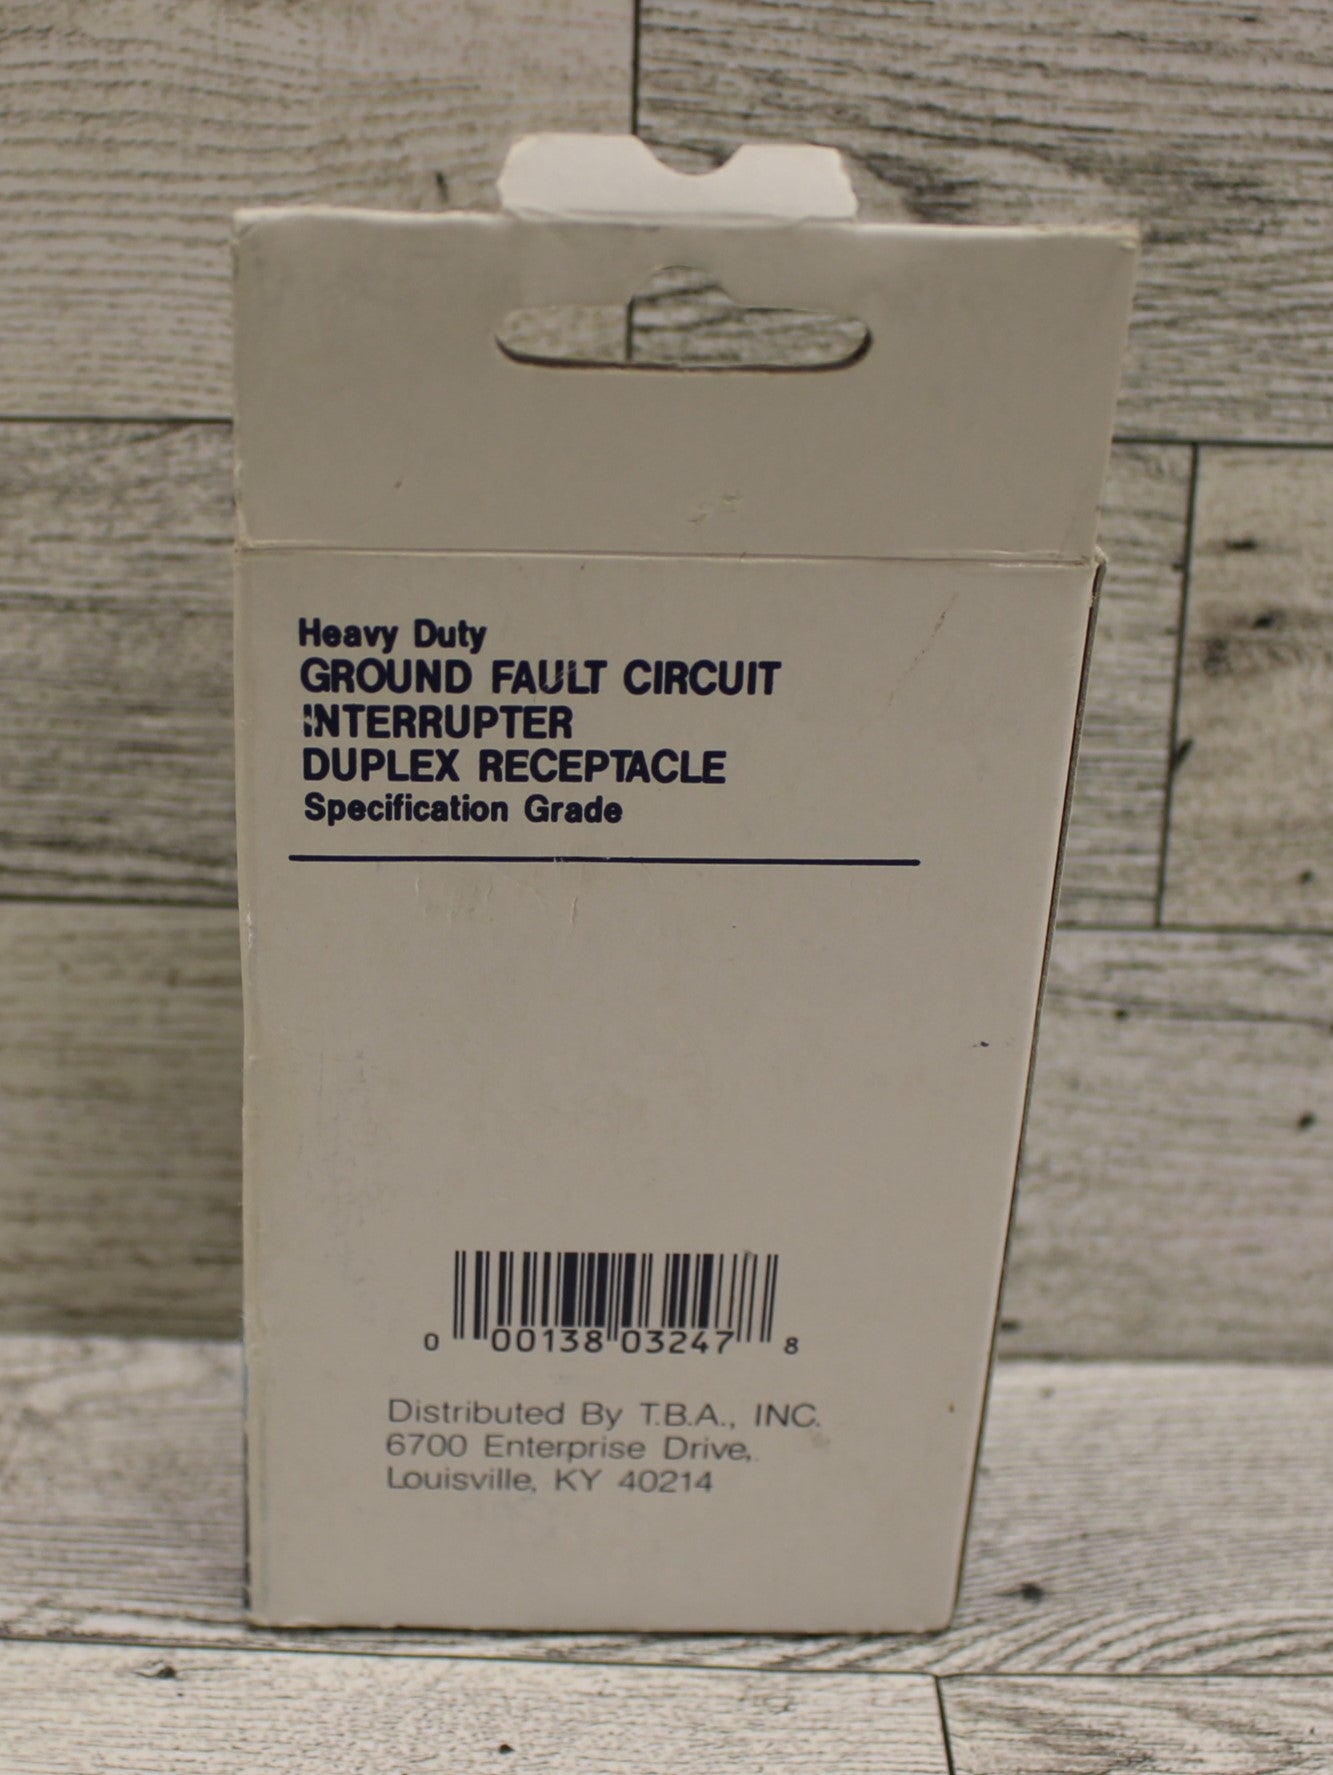 Heavy Duty
GROUND FAULT CIRCUIT
INTERRUPTER
DUPLEX RECEPTACLE
Specification Grade
0 00138 03247 8
Distributed By T.B.A., INC.
6700 Enterprise Drive,
Louisville, KY 40214